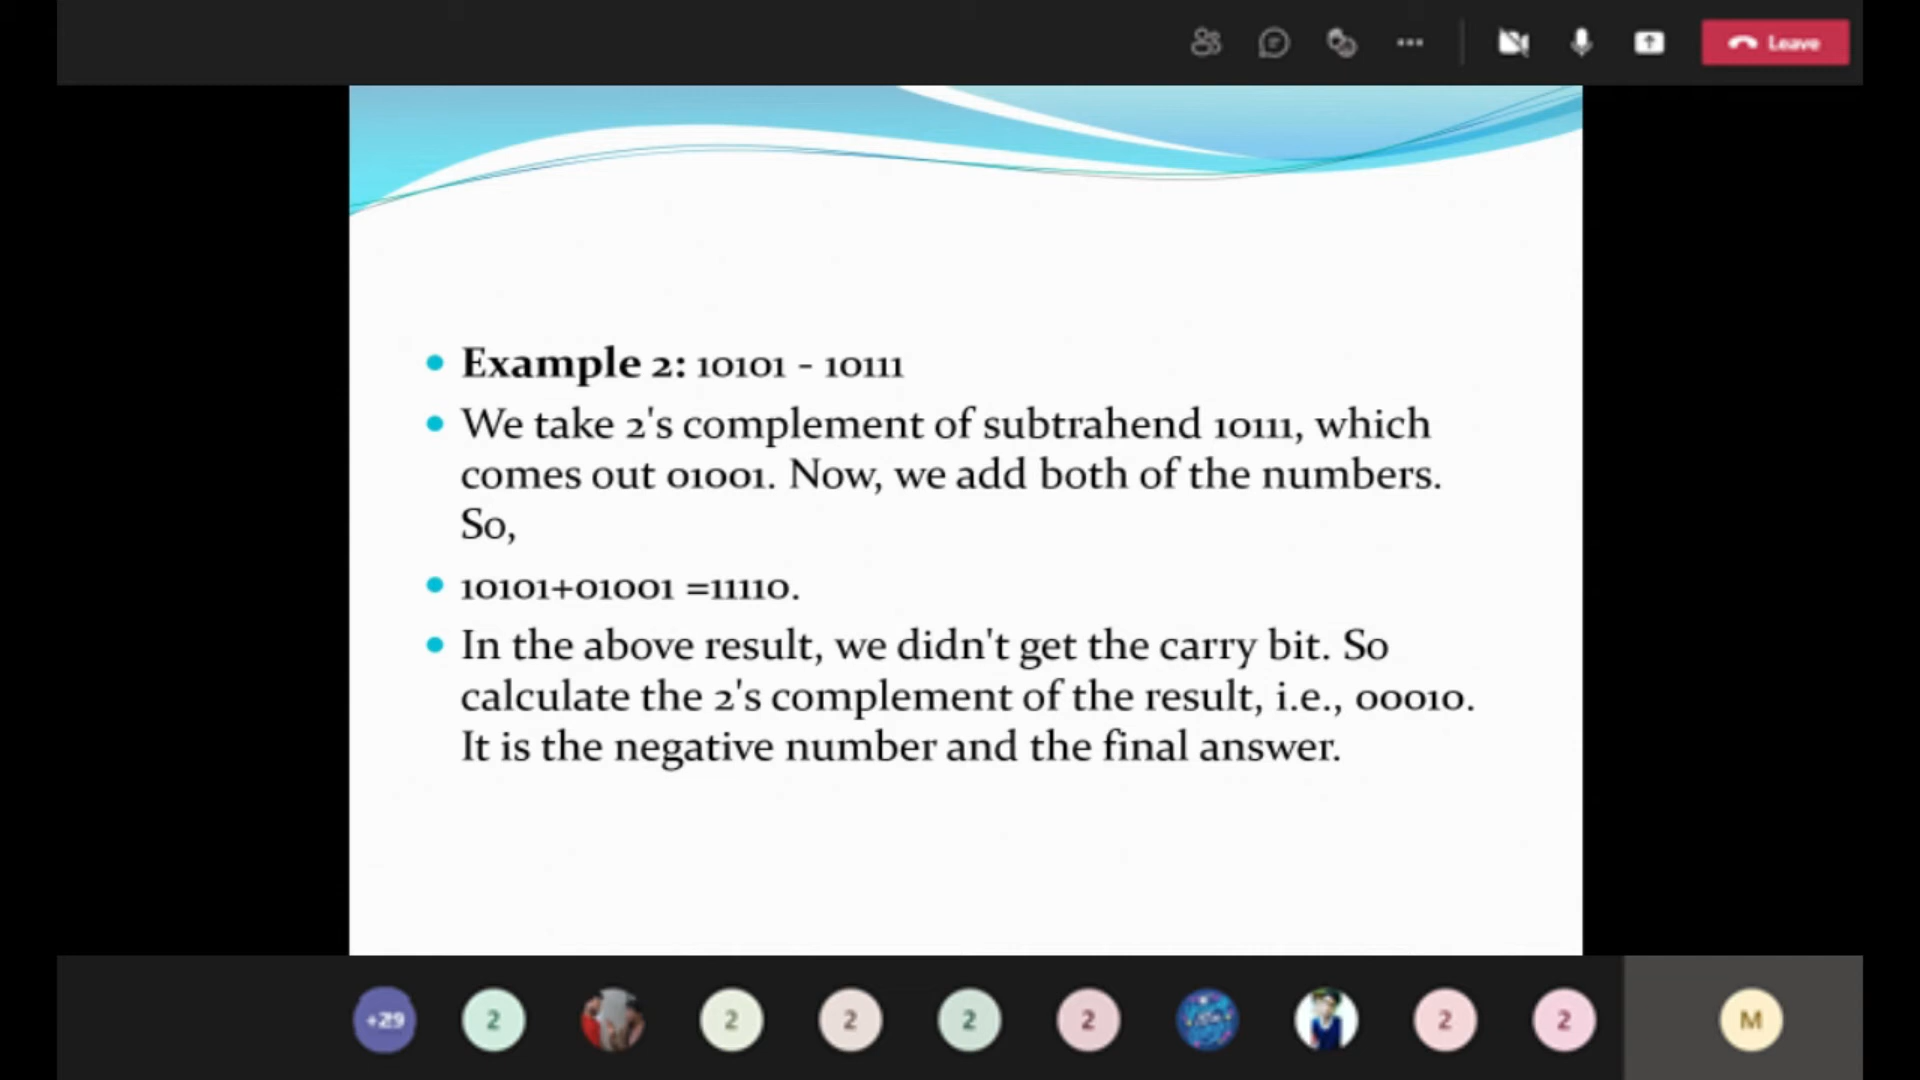 Leave
Example 2: 10101 - 10111
We take 2's complement of subtrahend 10111, which
comes out 01001. Now, we add both of the numbers.
So,
10101+01001 =11110.
In the above result, we didn't get the carry bit. So
calculate the 2's complement of the result, i.e., 00010.
It is the negative number and the final answer.
+29 2 2 2 2 2 2 2 M